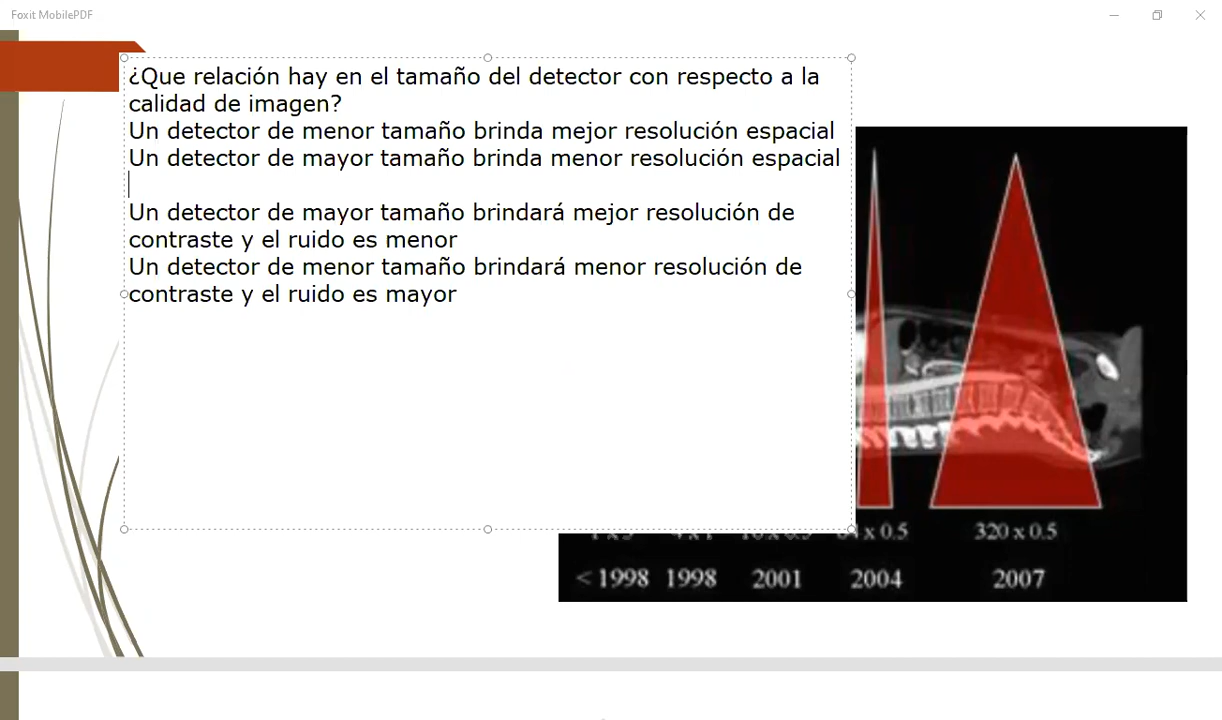 Foxit MobilePDF
¿Que relación hay en el tamaño del detector con respecto a la
calidad de imagen?
Un detector de menor tamaño brinda mejor resolución espacial
Un detector de mayor tamaño brinda menor resolución espacial
Un detector de mayor tamaño brindará mejor resolución de
contraste y el ruido es menor
Un detector de menor tamaño brindará menor resolución de
contraste y el ruido es mayor
x 0.5 320 x 0.5
< 1998 1998 2001 2004 2007